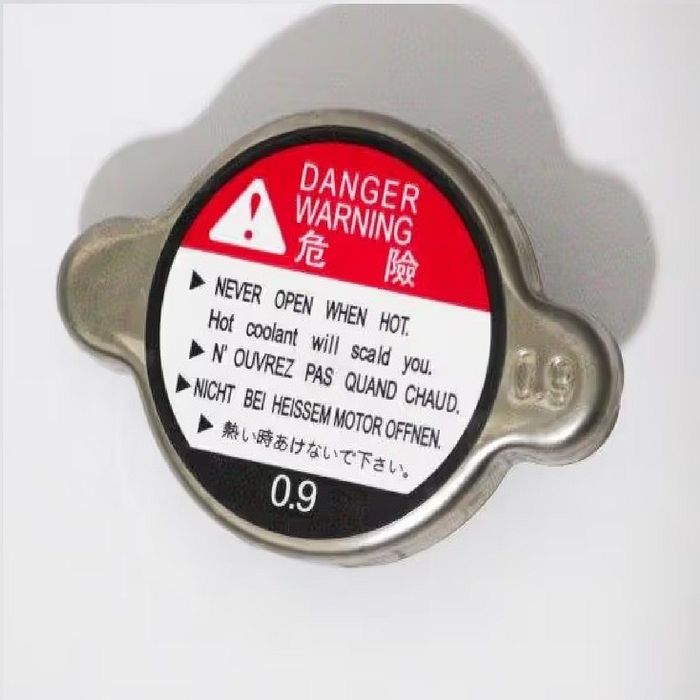 DANGER
WARNING
危 險
NEVER OPEN WHEN HOT.
Hot coolant will scald you.
N' OUVREZ PAS QUAND CHAUD.
NICHT BEI HEISSEM MOTOR OFFNEN.
熱い時あけないで下さい。
0.9
0.9